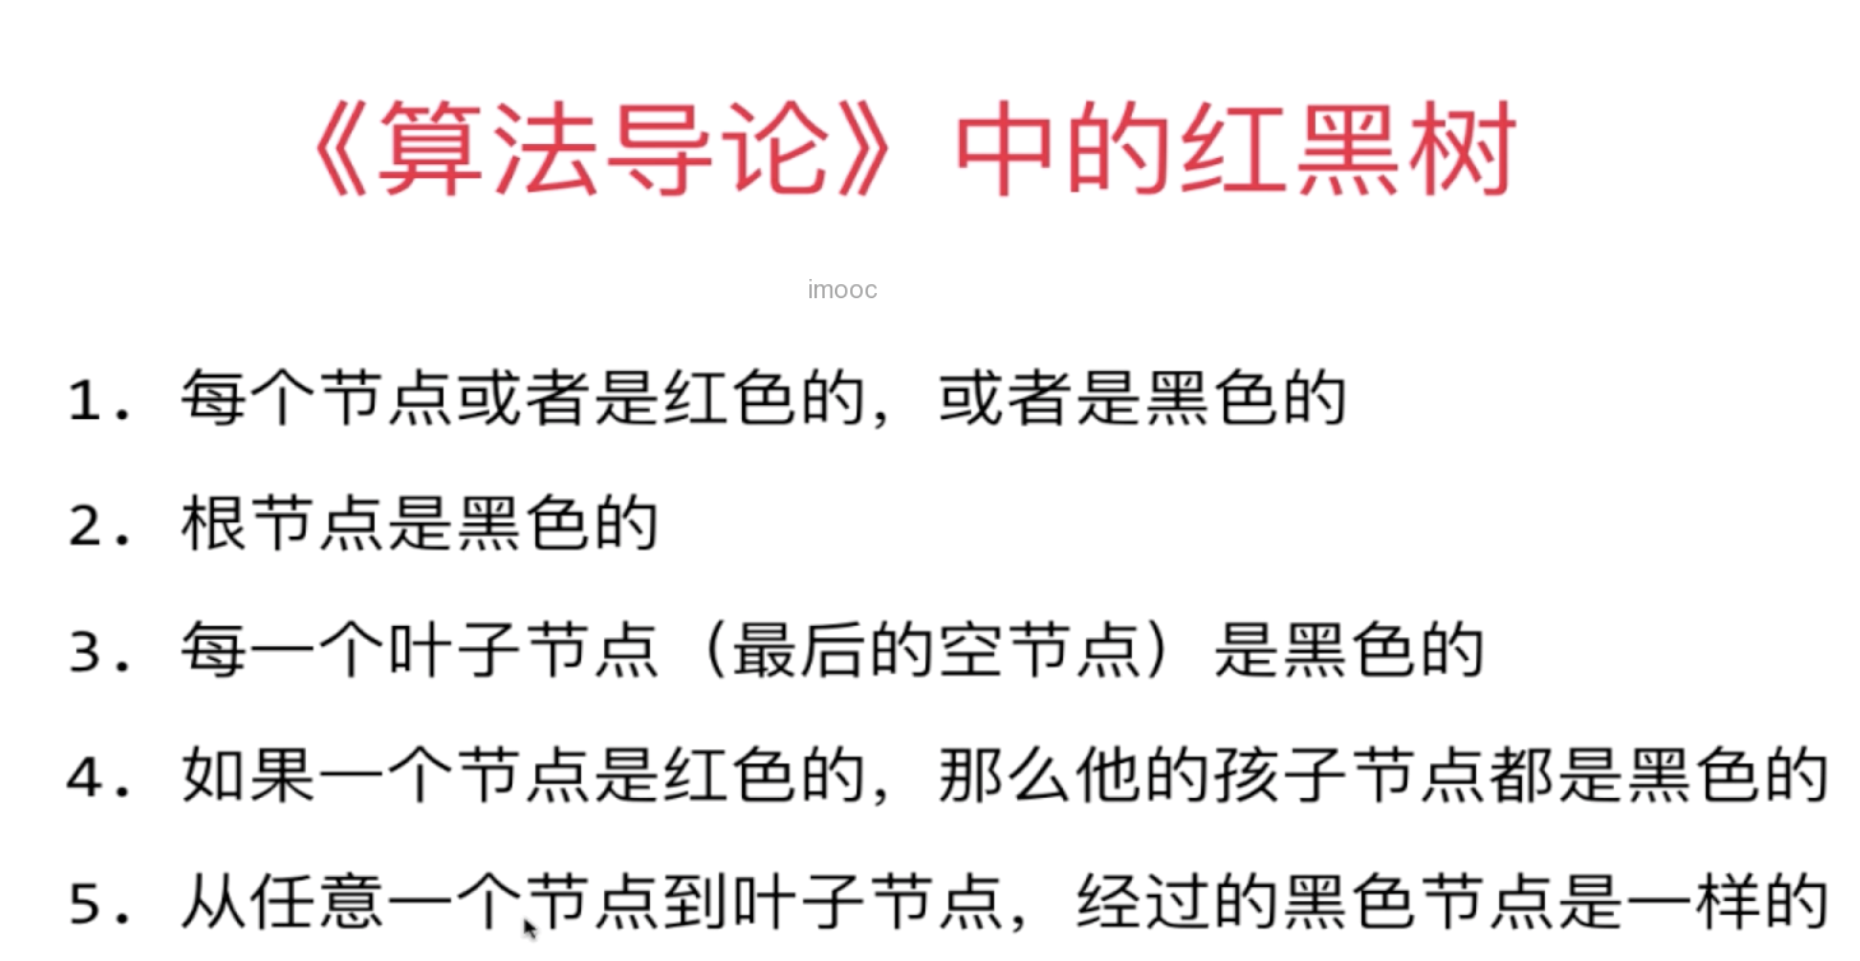 《算法导论》中的红黑树
imooc
1. 每个节点或者是红色的，或者是黑色的
2. 根节点是黑色的
3. 每一个叶子节点（最后的空节点）是黑色的
4. 如果一个节点是红色的，那么他的孩子节点都是黑色的
5. 从任意一个节点到叶子节点，经过的黑色节点是一样的